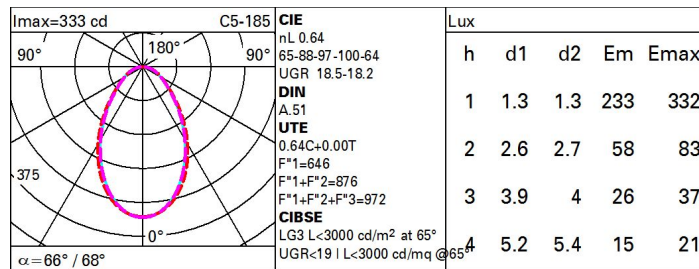 Imax=333 cd C5-185
90° 180° 90°
375
0°
α=66° / 68°
CIE
nL 0.64
65-88-97-100-64
UGR 18.5-18.2
DIN
A.51
UTE
0.64C+0.00T
F"1=646
F"1+F"2=876
F"1+F"2+F"3=972
CIBSE
LG3 L<3000 cd/m² at 65°
UGR<19 | L<3000 cd/mq @65°
Lux
h d1 d2 Em Emax
1 1.3 1.3 233 332
2 2.6 2.7 58 83
3 3.9 4 26 37
4 5.2 5.4 15 21